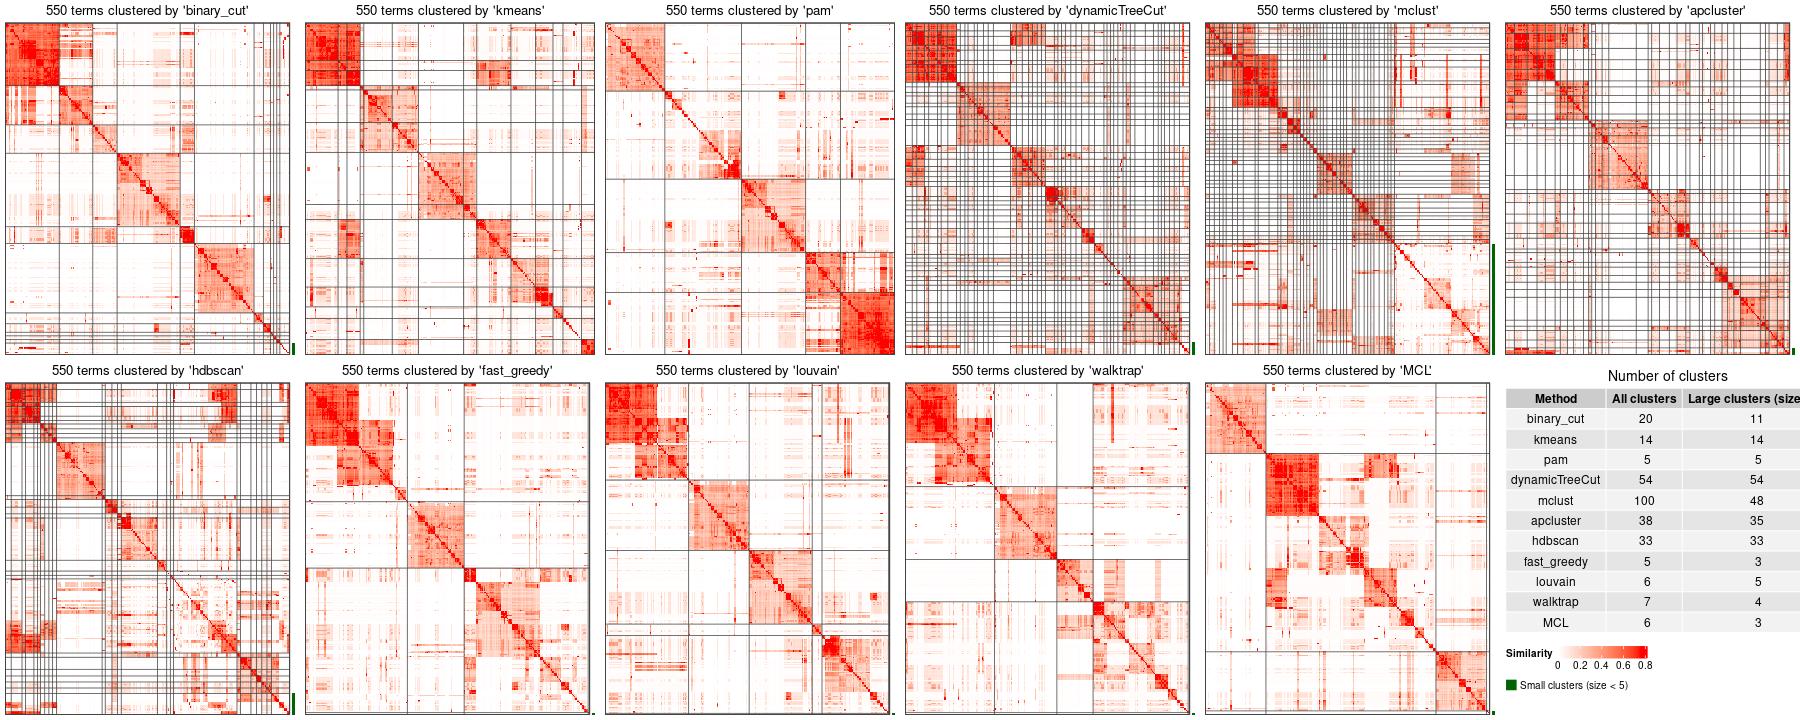 550 terms clustered by 'binary_cut'
550 terms clustered by 'kmeans'
550 terms clustered by 'pam'
550 terms clustered by 'dynamicTreeCut'
550 terms clustered by 'mclust'
550 terms clustered by 'apcluster'
550 terms clustered by 'hdbscan'
550 terms clustered by 'fast_greedy'
550 terms clustered by 'louvain'
550 terms clustered by 'walktrap'
550 terms clustered by 'MCL'
Number of clusters
Method All clusters Large clusters (size
binary_cut 20 11
kmeans 14 14
pam 5 5
dynamicTreeCut 54 54
mclust 100 48
apcluster 38 35
hdbscan 33 33
fast_greedy 5 3
louvain 6 5
walktrap 7 4
MCL 6 3
Similarity
0 0.2 0.4 0.6 0.8
Small clusters (size < 5)